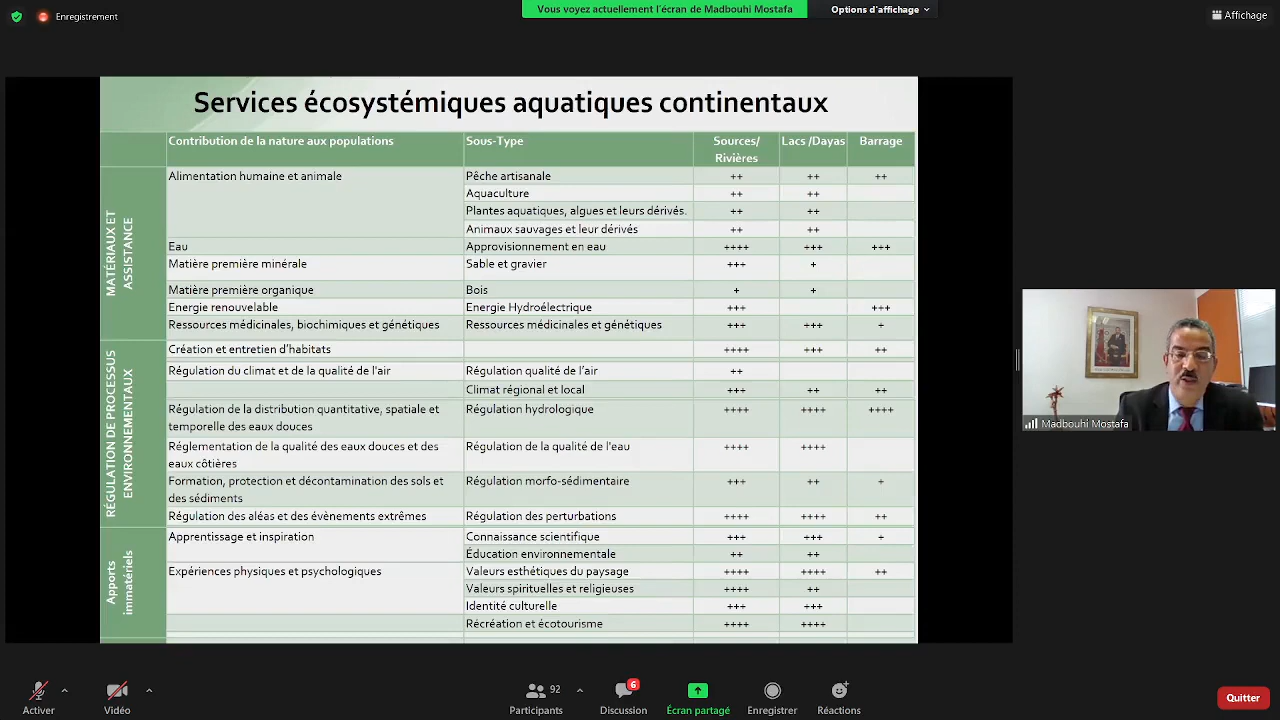 Enregistrement
Vous voyez actuellement l'écran de Madbouhi Mostafa
Options d'affichage
Affichage
Services écosystémiques aquatiques continentaux
Contribution de la nature aux populations Sous-Type Sources/ Lacs /Dayas Barrage
Rivières
MATÉRIAUX ET
ASSISTANCE
Alimentation humaine et animale Pêche artisanale ++ ++ ++
Aquaculture ++ ++
Plantes aquatiques, algues et leurs dérivés. ++ ++
Animaux sauvages et leur dérivés ++ ++
Eau Approvisionnement en eau ++++ +++ +++
Matière première minérale Sable et gravier +++ +
Matière première organique Bois + +
Energie renouvelable Energie Hydroélectrique +++ +++
Ressources médicinales, biochimiques et génétiques Ressources médicinales et génétiques +++ +++ +
RÉGULATION DE PROCESSUS
ENVIRONNEMENTAUX
Création et entretien d'habitats ++++ +++ ++
Régulation du climat et de la qualité de l'air Régulation qualité de l'air ++
Climat régional et local +++ ++ ++
Régulation de la distribution quantitative, spatiale et Régulation hydrologique ++++ ++++ ++++
temporelle des eaux douces
Réglementation de la qualité des eaux douces et des Régulation de la qualité de l'eau ++++ ++++
eaux côtières
Formation, protection et décontamination des sols et Régulation morfo-sédimentaire +++ ++ +
des sédiments
Régulation des aléas et des évènements extrêmes Régulation des perturbations ++++ ++++ ++
Apports
immatériels
Apprentissage et inspiration Connaissance scientifique +++ +++ +
Éducation environnementale ++ ++
Expériences physiques et psychologiques Valeurs esthétiques du paysage ++++ ++++ ++
Valeurs spirituelles et religieuses ++++ ++
Identité culturelle +++ +++
Récréation et écotourisme ++++ ++++
Madbouhi Mostafa
Activer
Vidéo
92
Participants
6
Discussion
Écran partagé
Enregistrer
Réactions
Quitter